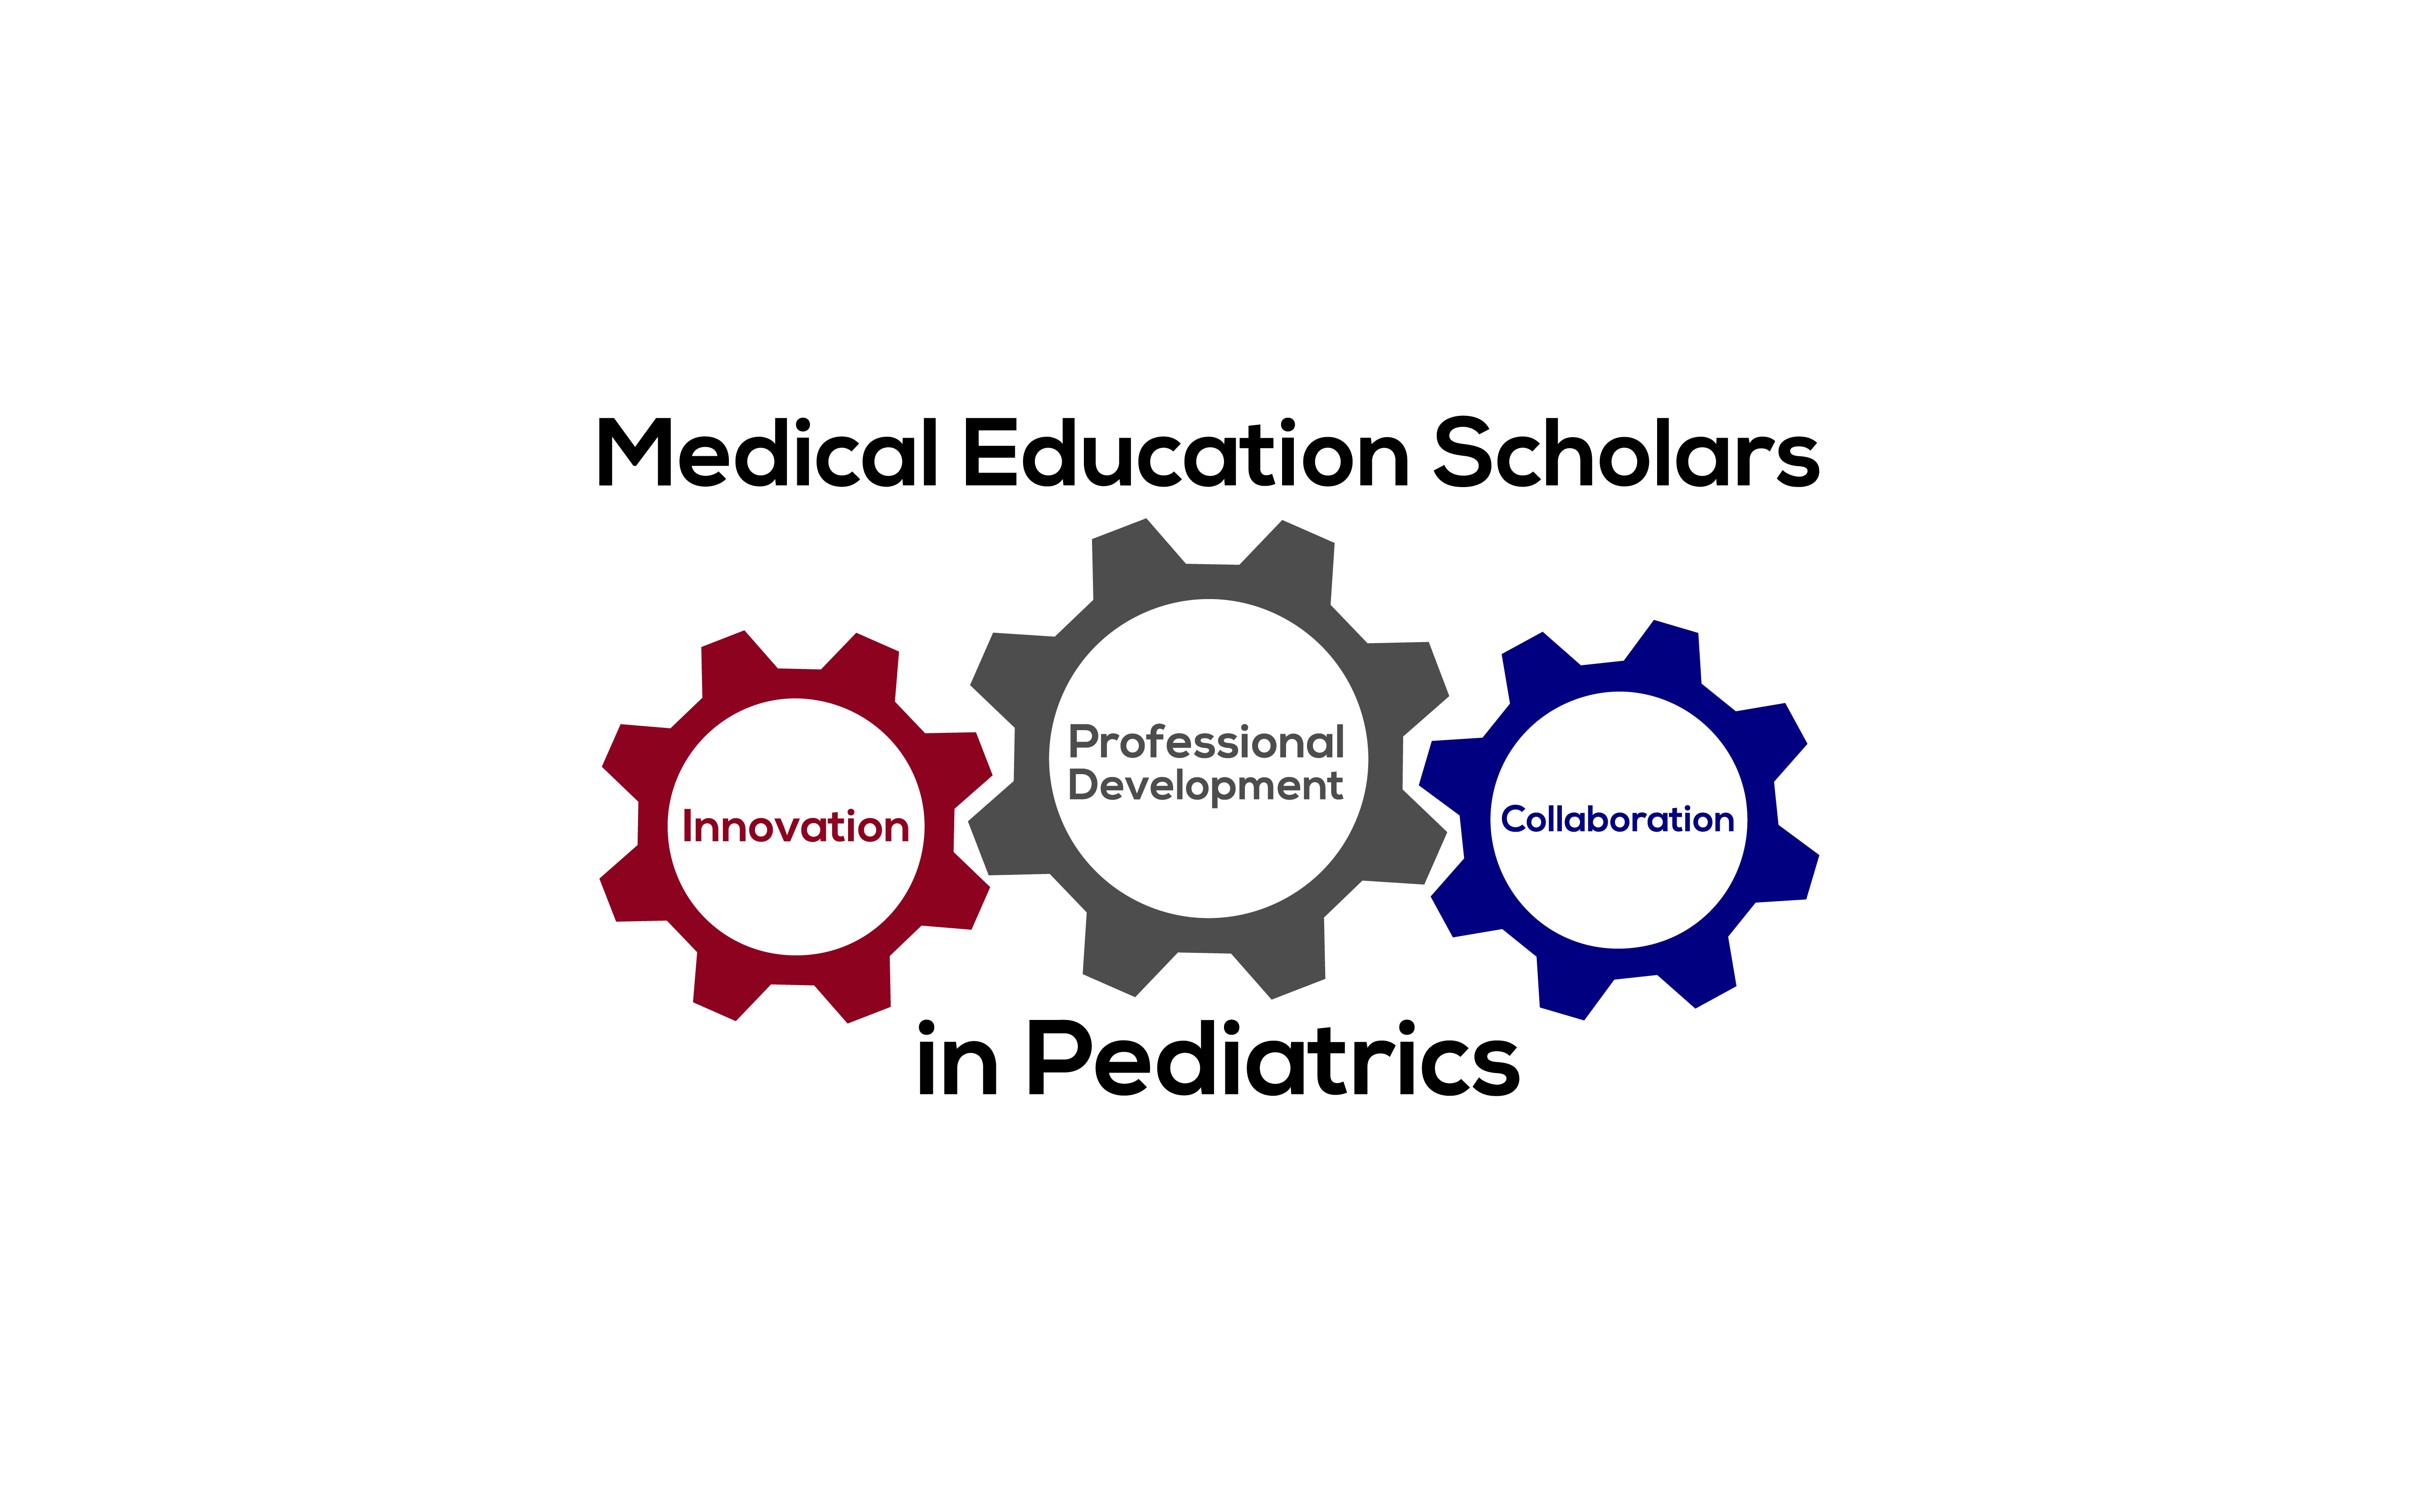 Medical Education Scholars
Innovation
Professional
Development
Collaboration
in Pediatrics